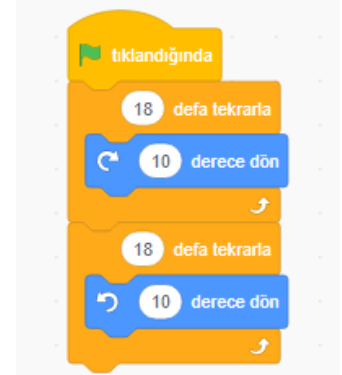 tıklandığında
18 defa tekrarla
10 derece dön
18 defa tekrarla
10 derece dön